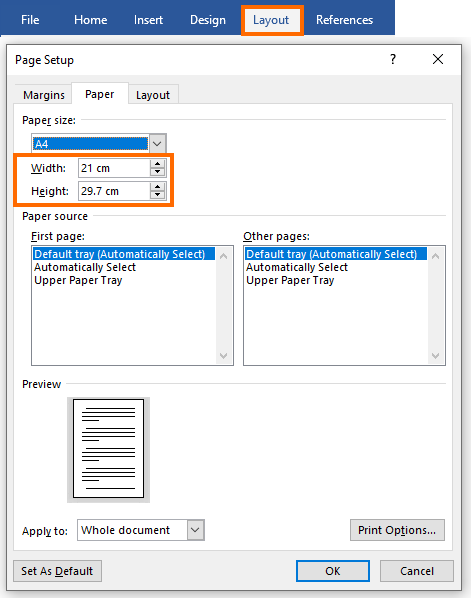 File Home Insert Design Layout References
Page Setup ?
Margins Paper Layout
Paper size:
A4
Width: 21 cm
Height: 29.7 cm
Paper source
First page: Other pages:
Default tray (Automatically Select) Default tray (Automatically Select)
Automatically Select Automatically Select
Upper Paper Tray Upper Paper Tray
Preview
Apply to: Whole document Print Options...
Set As Default OK Cancel